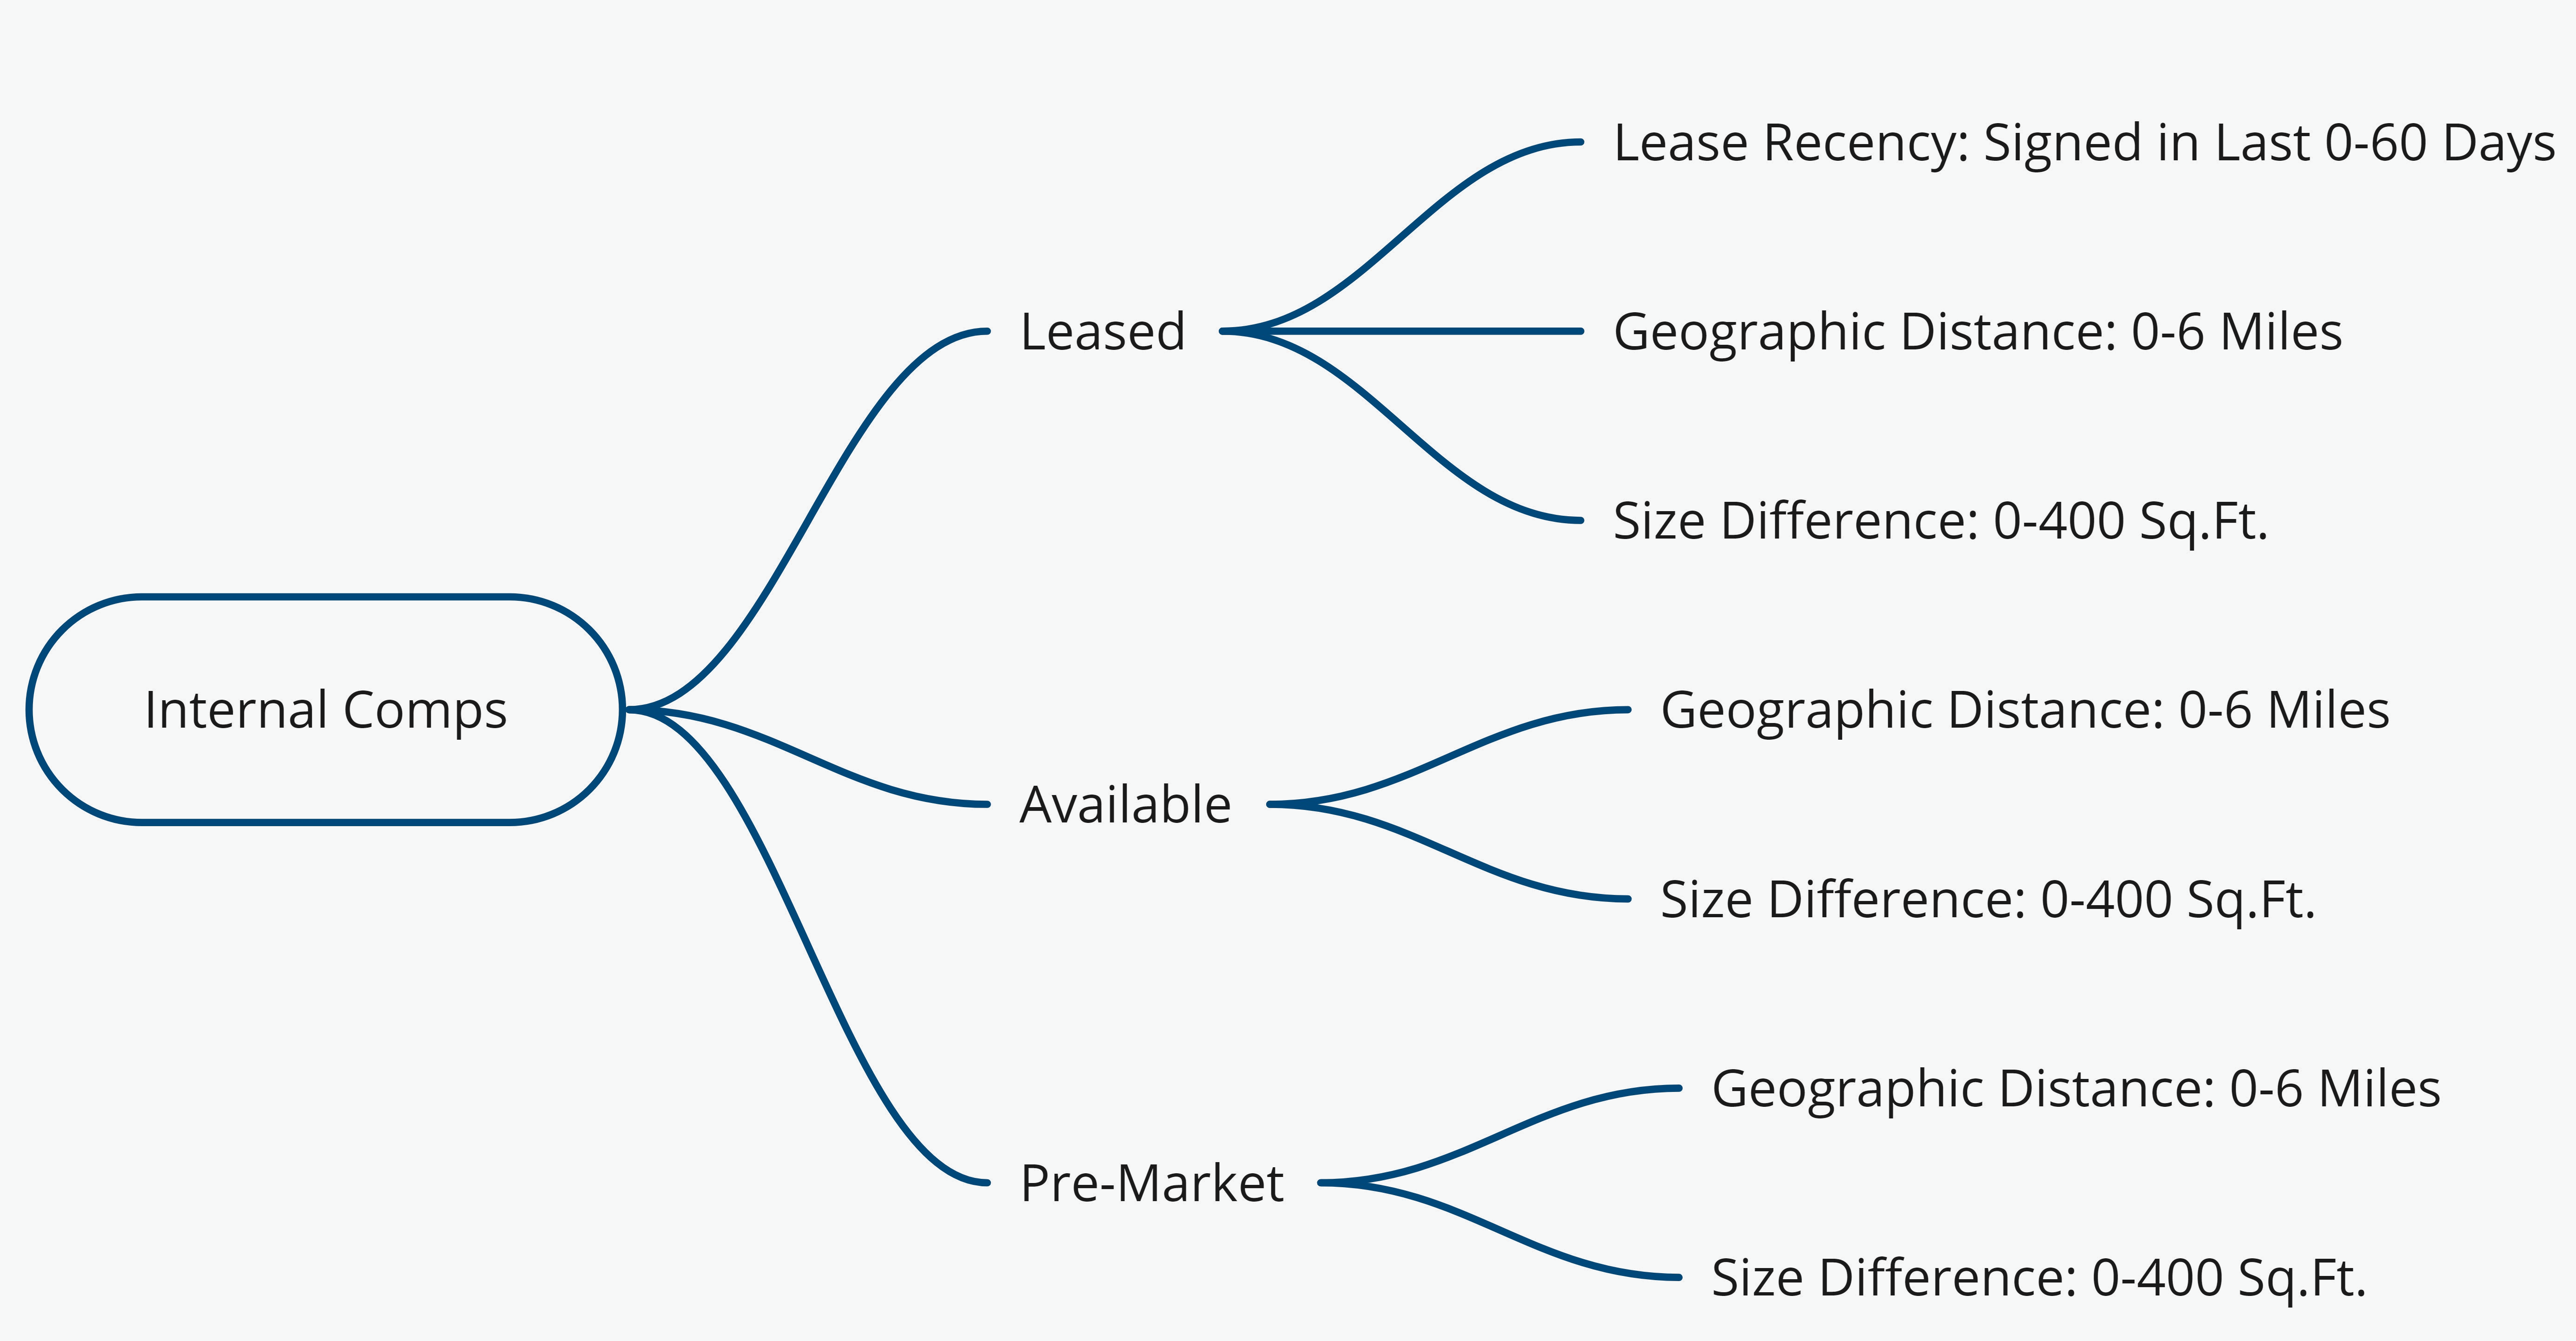 Internal Comps
Leased
Lease Recency: Signed in Last 0-60 Days
Geographic Distance: 0-6 Miles
Size Difference: 0-400 Sq.Ft.
Available
Geographic Distance: 0-6 Miles
Size Difference: 0-400 Sq.Ft.
Pre-Market
Geographic Distance: 0-6 Miles
Size Difference: 0-400 Sq.Ft.